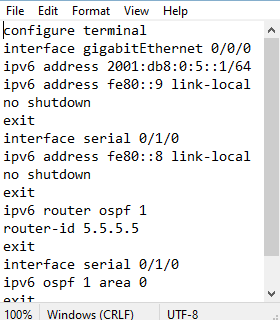 File Edit Format View Help
configure terminal
interface gigabitEthernet 0/0/0
ipv6 address 2001:db8:0:5::1/64
ipv6 address fe80::9 link-local
no shutdown
exit
interface serial 0/1/0
ipv6 address fe80::8 link-local
no shutdown
exit
ipv6 router ospf 1
router-id 5.5.5.5
exit
interface serial 0/1/0
ipv6 ospf 1 area 0
exit
100% Windows (CRLF) UTF-8